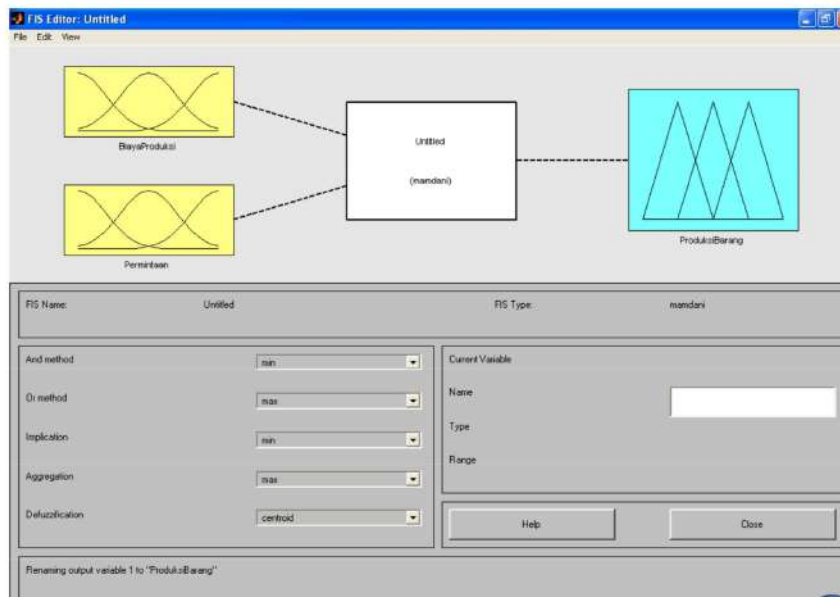 FIS Editor: Untitled
File Edit View
BiayaProduksi
Permintaan
Untitled
(mamdani)
ProduksiBarang
FIS Name: Untitled FIS Type: mamdani
And method min
Or method max
Implication min
Aggregation max
Defuzzification centroid
Current Variable
Name
Type
Range
Help Close
Renaming output variable 1 to "ProduksiBarang"